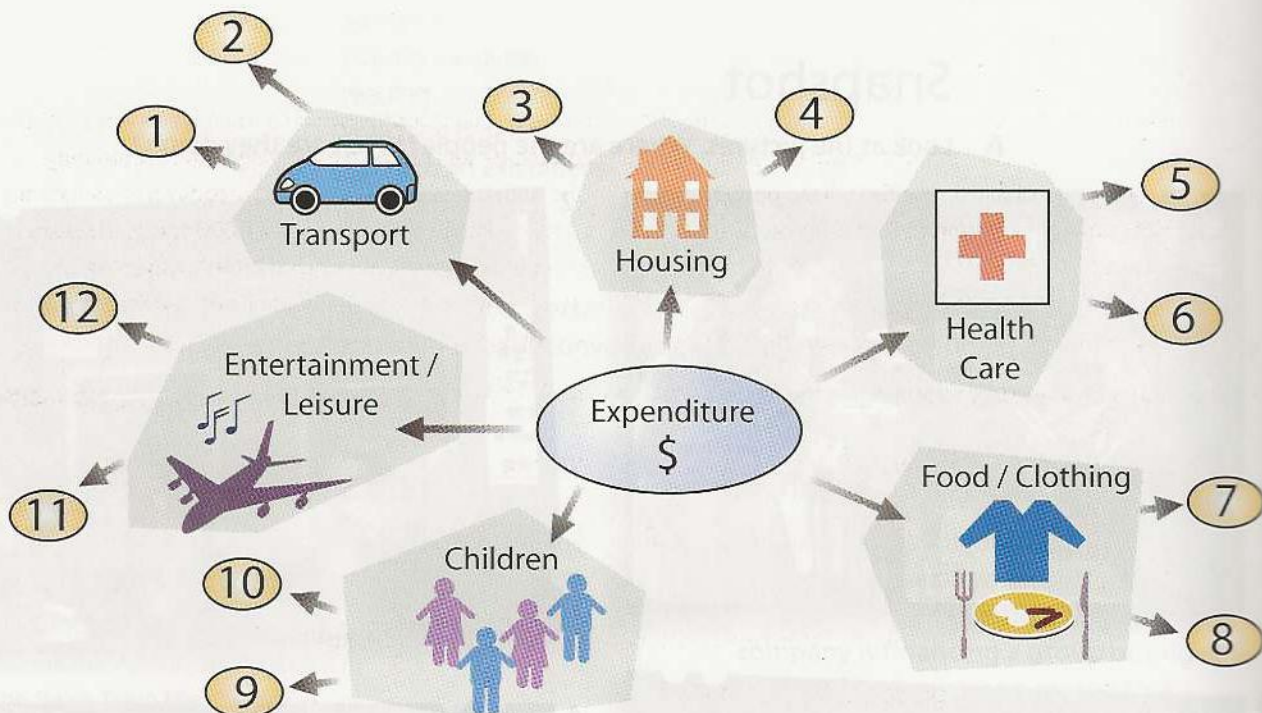 2
1
Transport
3
4
Housing
5
6
Health
Care
12
Entertainment /
Leisure
11
Expenditure
$
Food / Clothing
7
8
Children
10
9
Snapshot